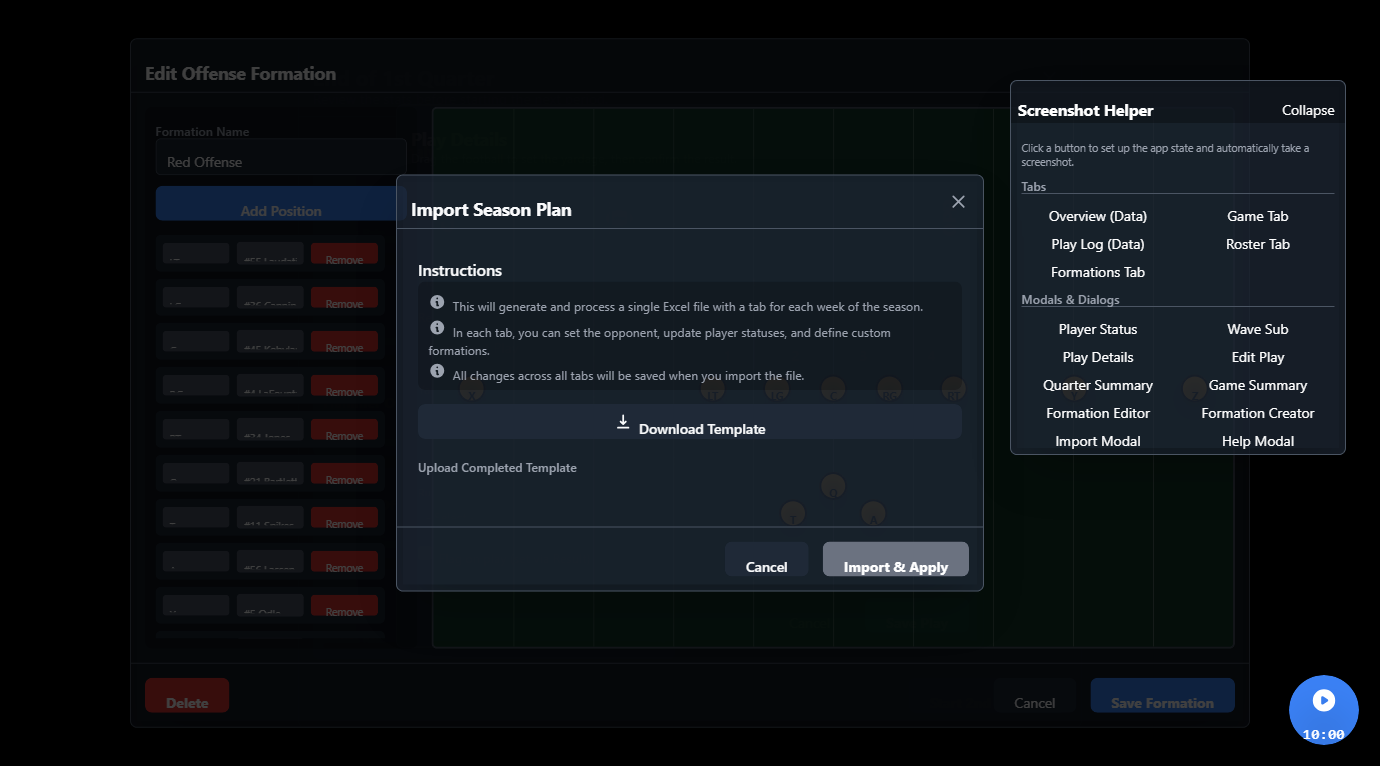 Edit Offense Formation
Formation Name
Red Offense
Add Position
Remove
Remove
Remove
Remove
Remove
Remove
Remove
Remove
Remove
Delete
Cancel
Save Formation
Import Season Plan
Instructions
This will generate and process a single Excel file with a tab for each week of the season.
In each tab, you can set the opponent, update player statuses, and define custom
formations.
All changes across all tabs will be saved when you import the file.
Download Template
Upload Completed Template
Cancel
Import & Apply
Screenshot Helper
Collapse
Click a button to set up the app state and automatically take a
screenshot.
Tabs
Overview (Data)
Game Tab
Play Log (Data)
Roster Tab
Formations Tab
Modals & Dialogs
Player Status
Wave Sub
Play Details
Edit Play
Quarter Summary
Game Summary
Formation Editor
Formation Creator
Import Modal
Help Modal
10:00